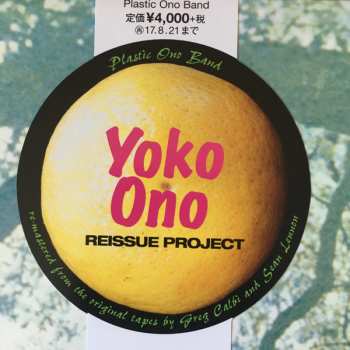 Plastic Ono Band
定価¥4,000+税
㋐17.8.21まで
Plastic Ono Band
Yoko
Ono
REISSUE PROJECT
re-mastered from the original tapes by Greg Calbi and Sean Lennon